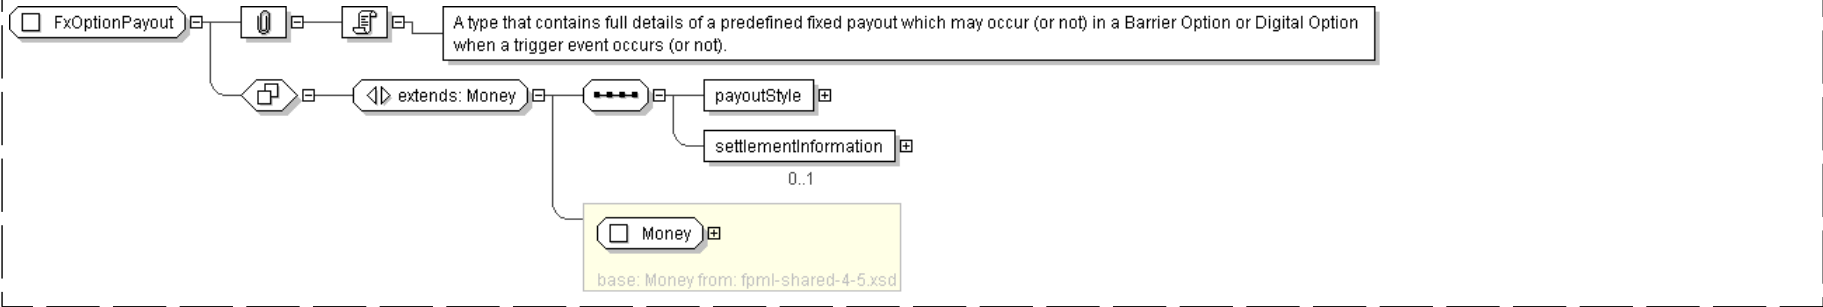 FxOptionPayout
A type that contains full details of a predefined fixed payout which may occur (or not) in a Barrier Option or Digital Option
when a trigger event occurs (or not).
extends: Money
payoutStyle
settlementInformation
0..1
Money
base: Money from: fpml-shared-4-5.xsd